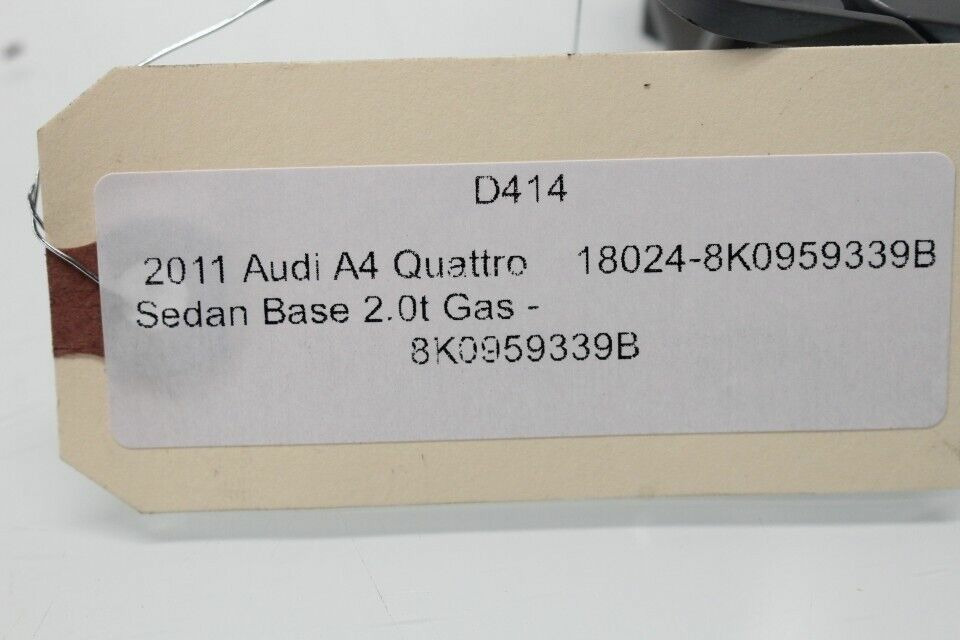 D414
2011 Audi A4 Quattro 18024-8K0959339B
Sedan Base 2.0t Gas -
8K0959339B